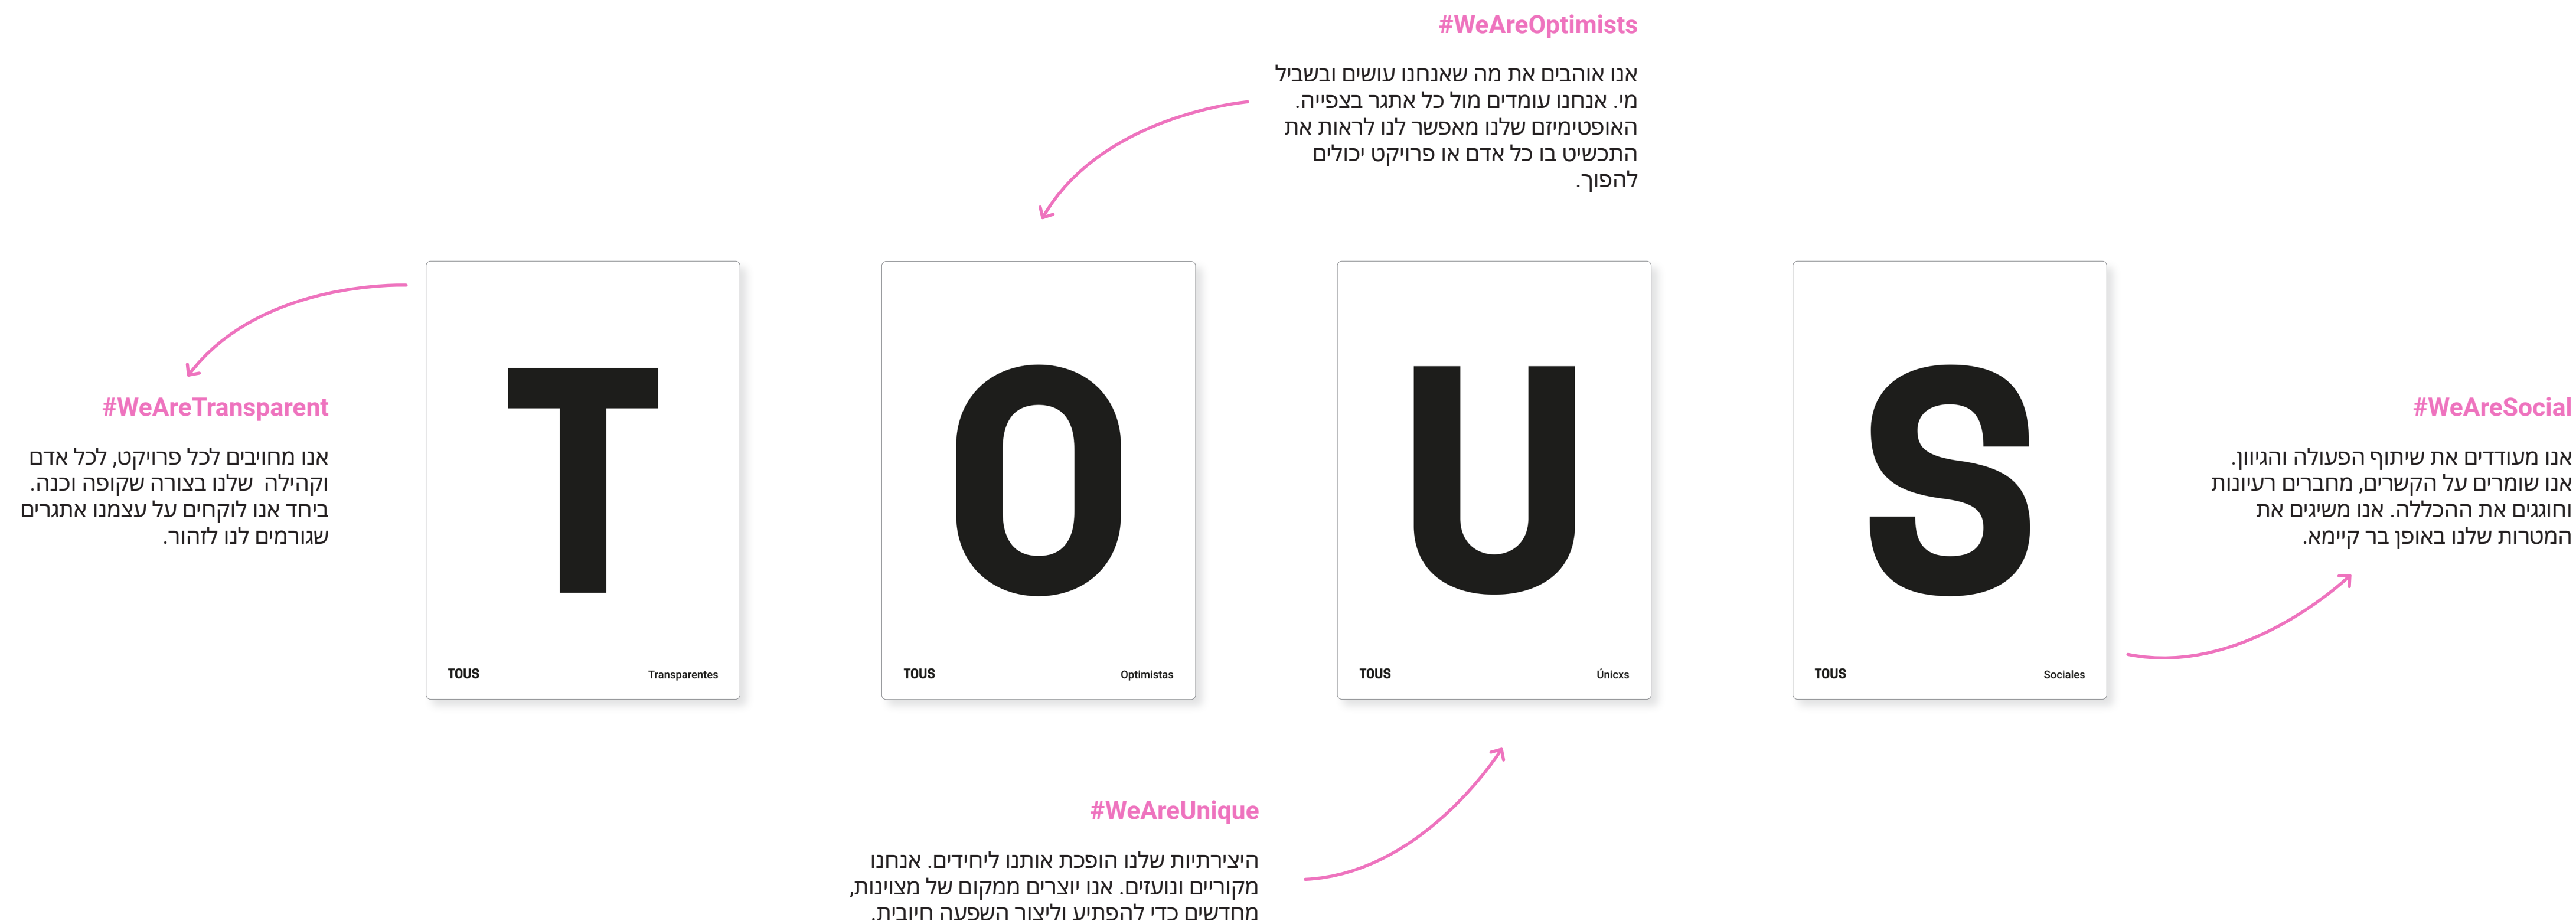 #WeAreOptimists
אנו אוהבים את מה שאנחנו עושים ובשביל
מי. אנחנו עומדים מול כל אתגר בצפייה.
האופטימיזם שלנו מאפשר לנו לראות את
התכשיט בו כל אדם או פרויקט יכולים
להפוך.
#WeAreTransparent
אנו מחויבים לכל פרויקט, לכל אדם
וקהילה שלנו בצורה שקופה וכנה.
ביחד אנו לוקחים על עצמנו אתגרים
שגורמים לנו לזהור.
T
TOUS Transparentes
O
TOUS Optimistas
U
TOUS Únicxs
S
TOUS Sociales
#WeAreSocial
אנו מעודדים את שיתוף הפעולה והגיוון.
אנו שומרים על הקשרים, מחברים רעיונות
וחוגגים את ההכללה. אנו משיגים את
המטרות שלנו באופן בר קיימא.
#WeAreUnique
היצירתיות שלנו הופכת אותנו ליחידים. אנחנו
מקוריים ונועזים. אנו יוצרים ממקום של מצוינות,
מחדשים כדי להפתיע וליצור השפעה חיובית.